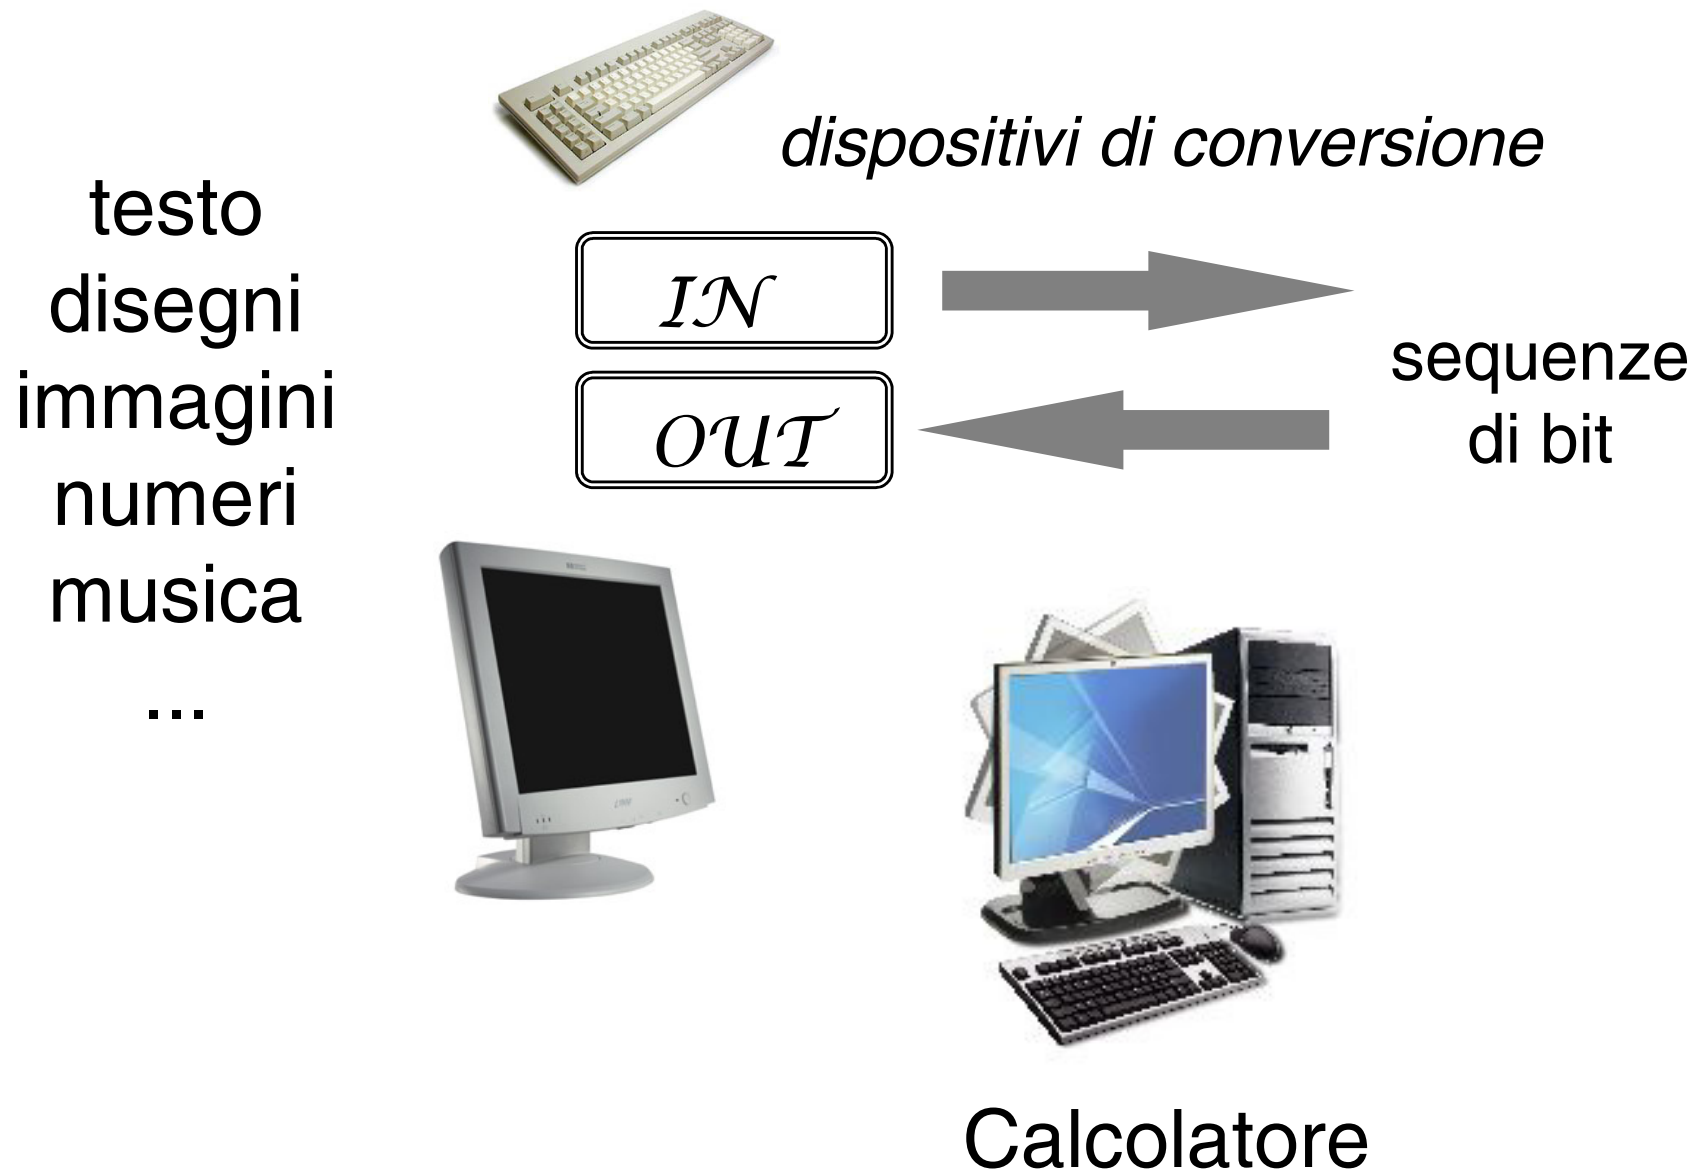 dispositivi di conversione
testo
disegni
immagini
numeri
musica
...
IN
OUT
sequenze
di bit
Calcolatore